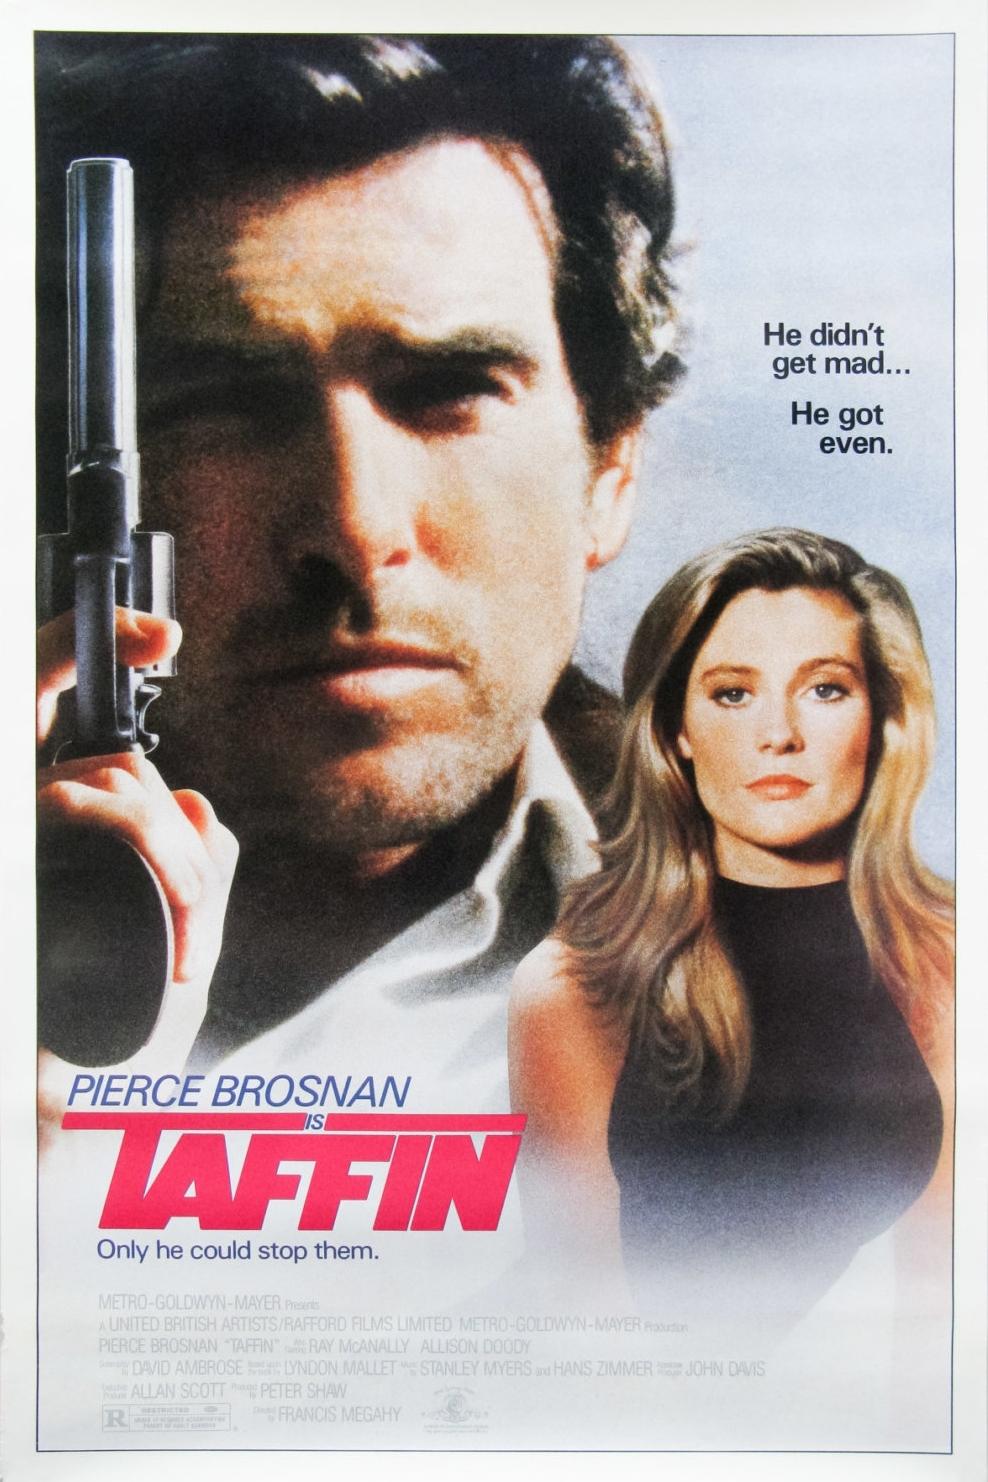 He didn't
get mad...
He got
even.
PIERCE BROSNAN
IS
TAFFIN
Only he could stop them.
METRO-GOLDWYN-MAYER Presents
A UNITED BRITISH ARTISTS/RAFFORD FILMS LIMITED METRO-GOLDWYN-MAYER Production
PIERCE BROSNAN "TAFFIN" RAY McANALLY ALLISON DOODY
DAVID AMBROSE LYNDON MALLET STANLEY MYERS and HANS ZIMMER JOHN DAVIS
ALLAN SCOTT PETER SHAW
R RESTRICTED
Directed by FRANCIS MEGAHY